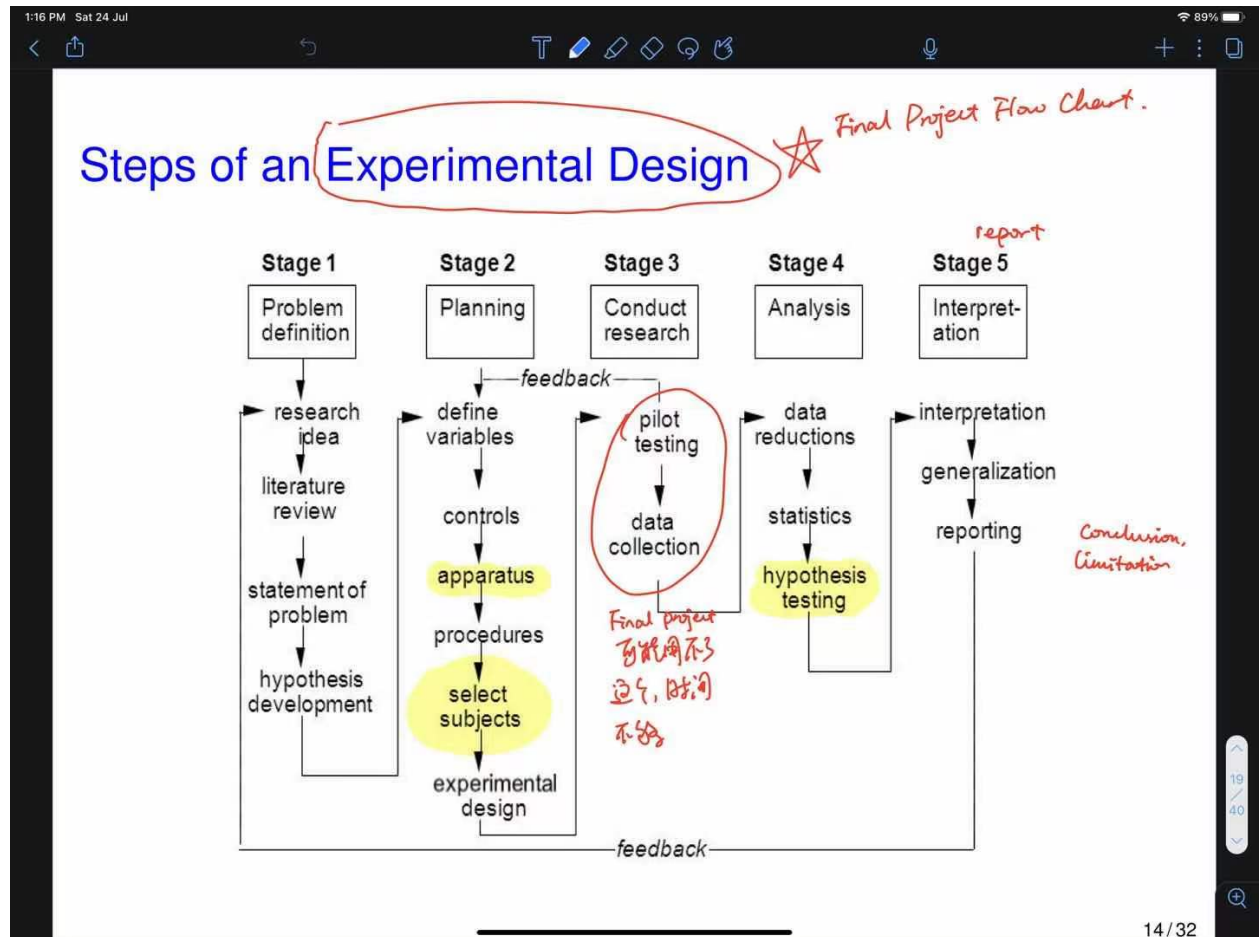 1:16 PM Sat 24 Jul
89%
Final Project Flow Chart.
Steps of an Experimental Design
report
Stage 1
Stage 2
Stage 3
Stage 4
Stage 5
Problem
definition
Planning
Conduct
research
Analysis
Interpret-
ation
feedback
research
idea
literature
review
statement of
problem
hypothesis
development
define
variables
controls
apparatus
procedures
select
subjects
experimental
design
pilot
testing
data
collection
Final project
可能用不了
这个,时间
不够
data
reductions
statistics
hypothesis
testing
interpretation
generalization
reporting
Conclusion,
Limitation
feedback
19
/
40
14/32